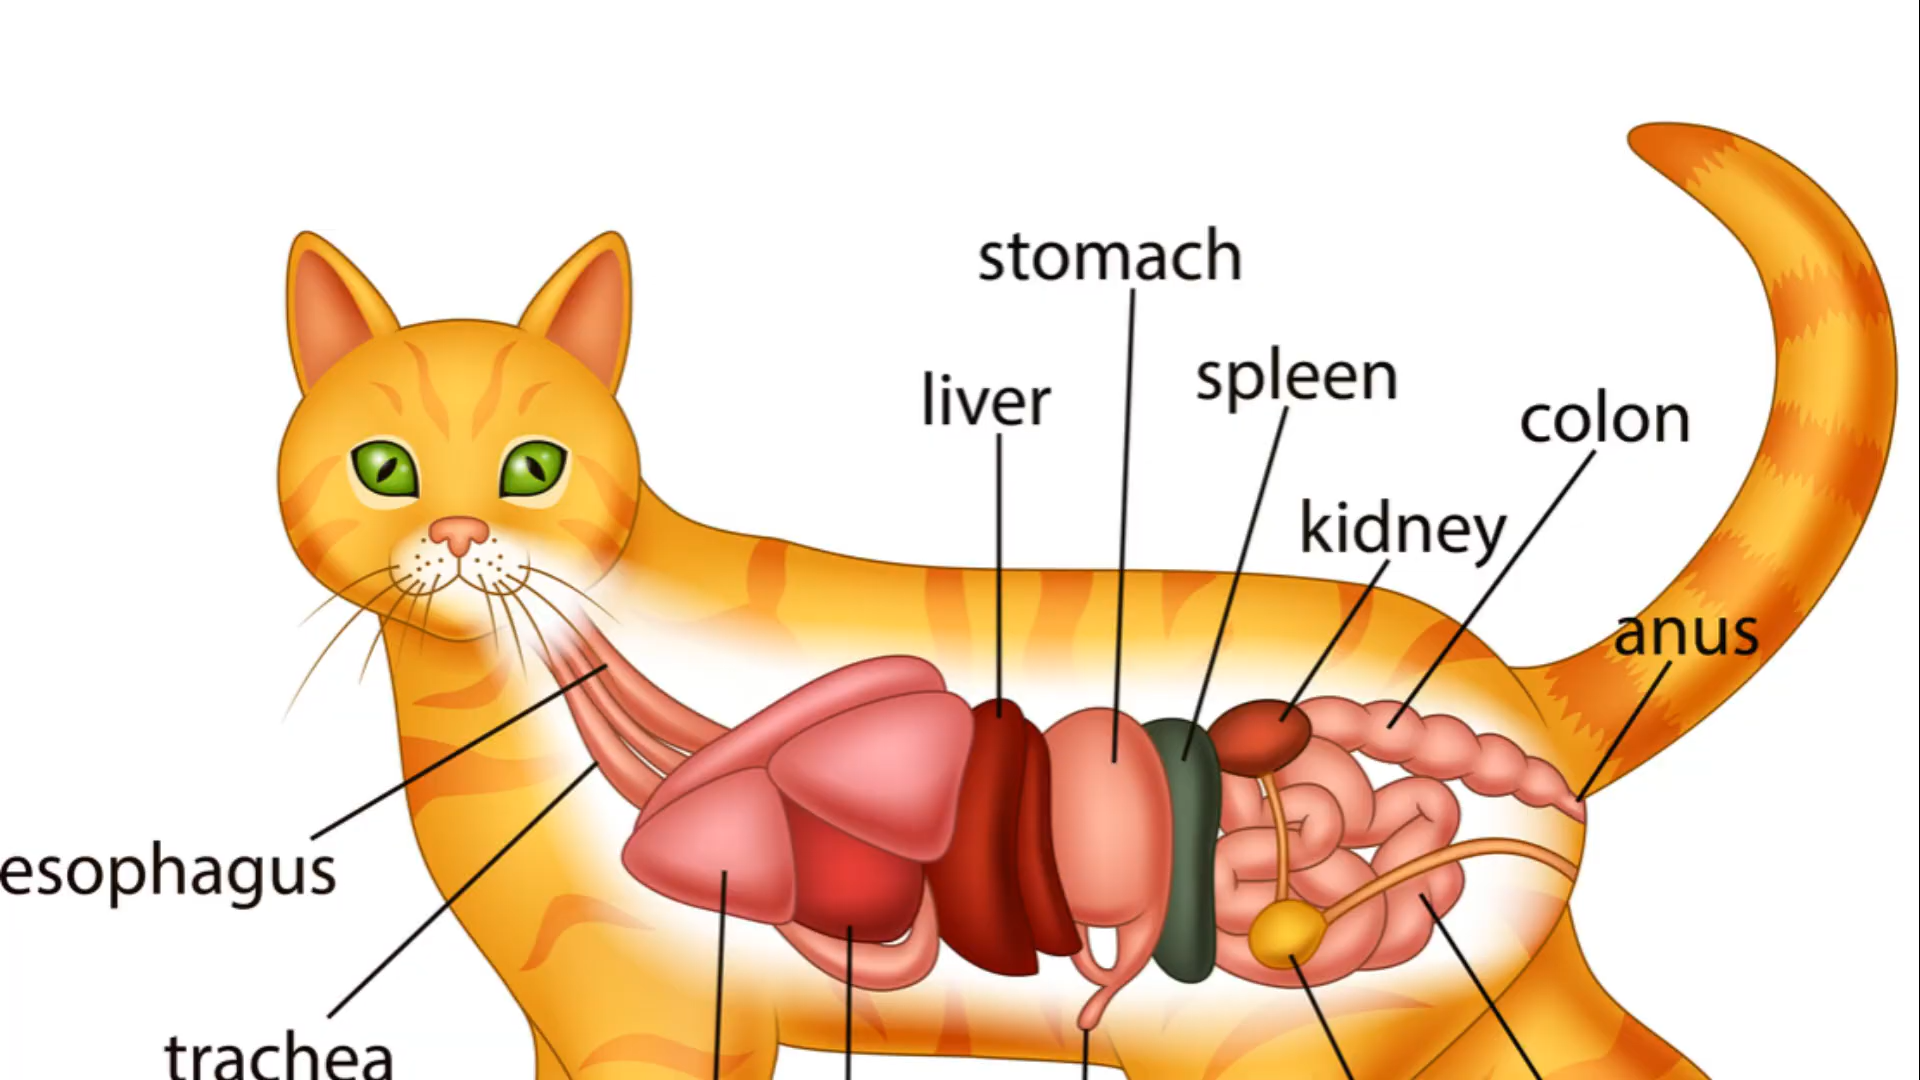 stomach
spleen
liver
colon
kidney
anus
esophagus
trachea